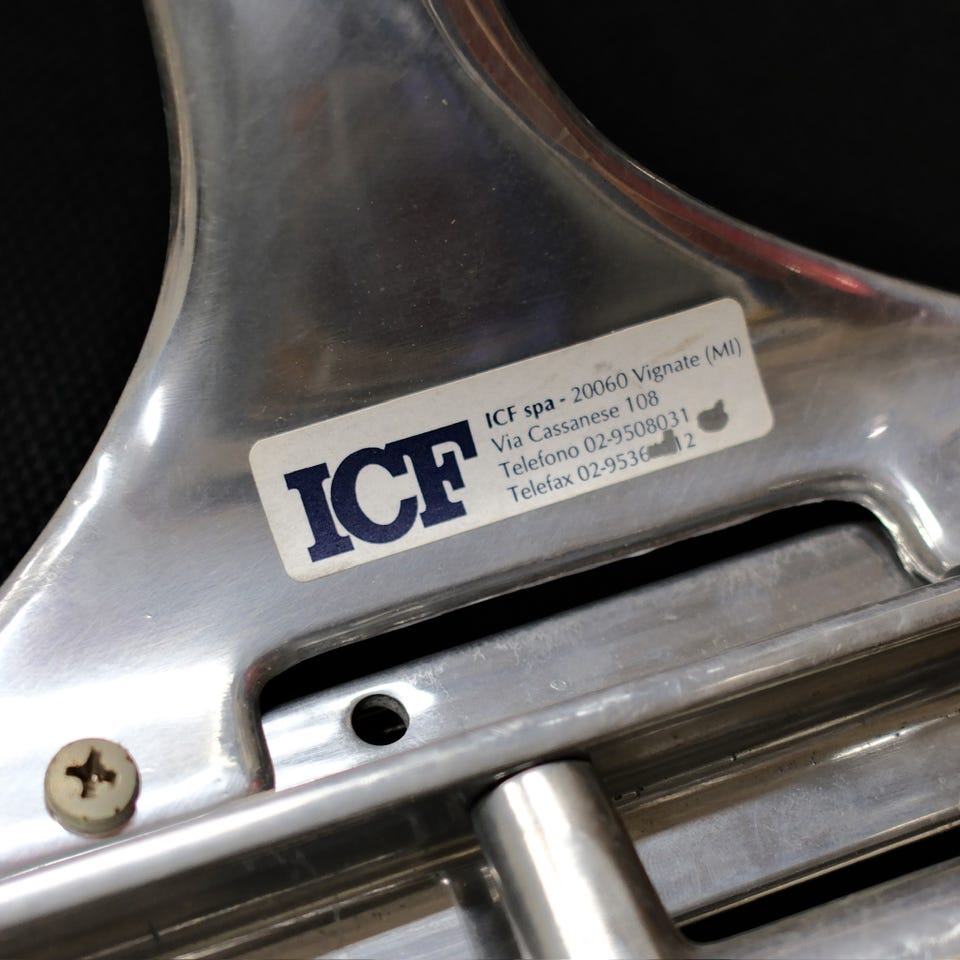 ICF
ICF spa - 20060 Vignate (MI)
Via Cassanese 108
Telefono 02-9508031
Telefax